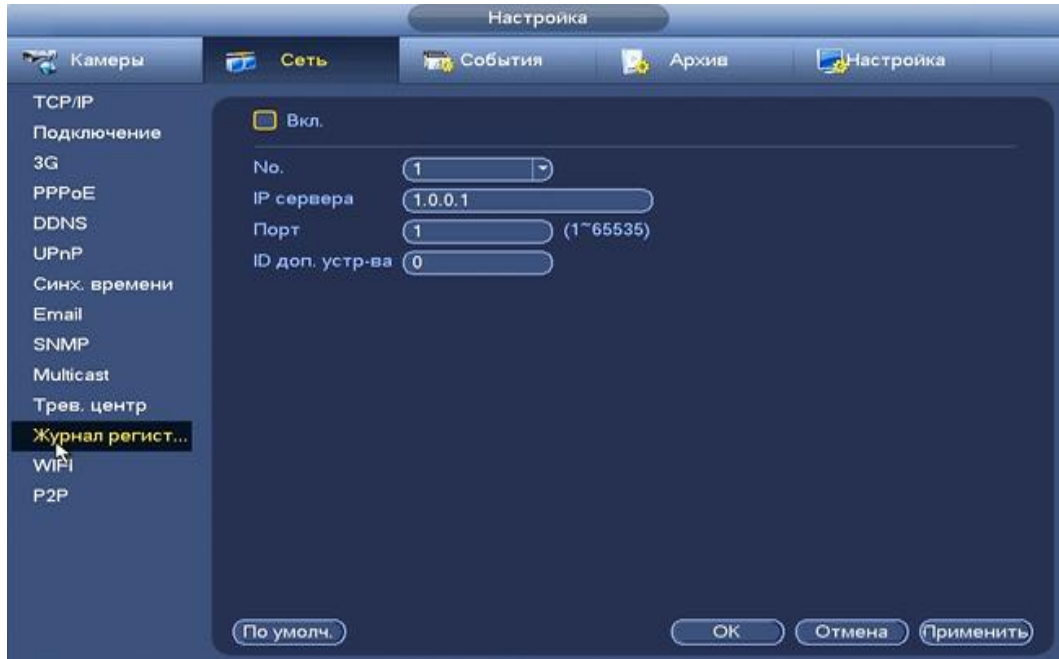 Настройка
Камеры
Сеть
События
Архив
Настройка
TCP/IP
Подключение
3G
PPPoE
DDNS
UPnP
Синх. времени
Email
SNMP
Multicast
Трев. центр
Журнал регист...
WIFI
P2P
Вкл.
No. 1
IP сервера 1.0.0.1
Порт 1 (1~65535)
ID доп. устр-ва 0
По умолч. OK Отмена Применить